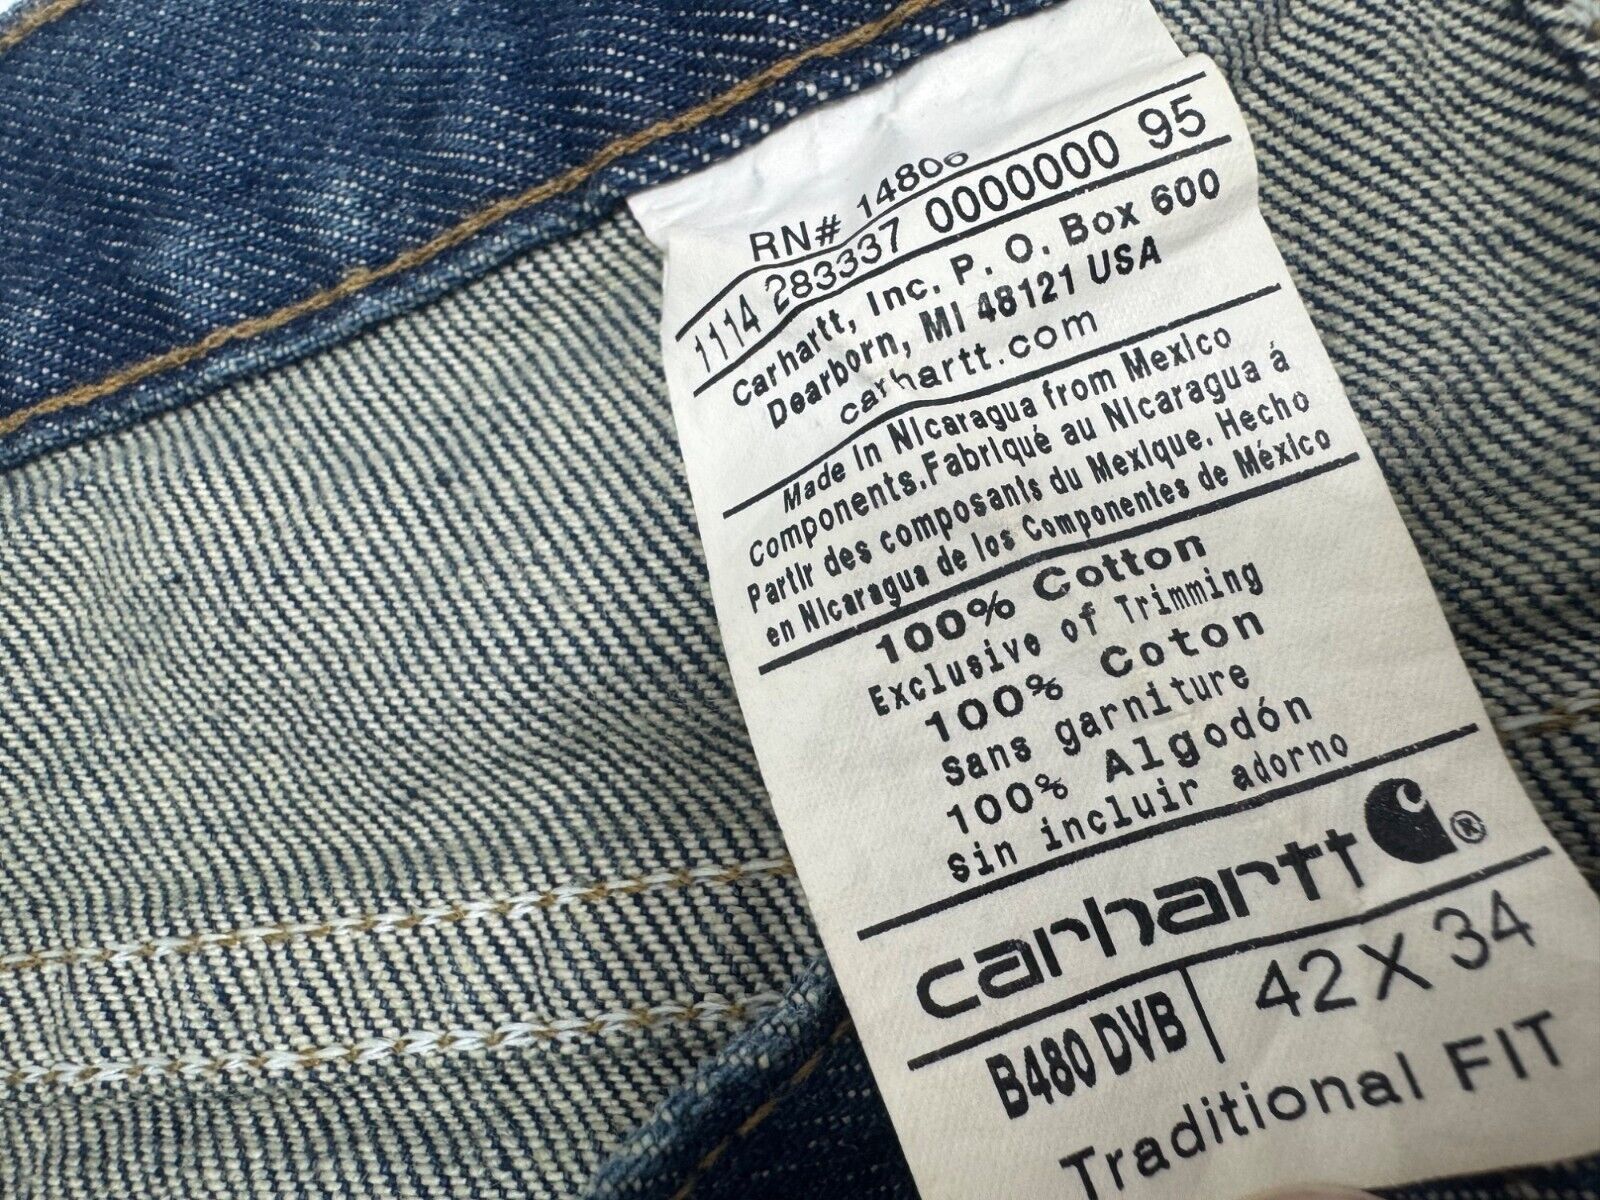 RN# 14806
1114 283337 0000000 95
Carhartt, Inc. P. O. Box 600
Dearborn, MI 48121 USA
carhartt.com
Made in Nicaragua from Mexico
Components.Fabriqué au Nicaragua á
Partir des composants du Mexique. Hecho
en Nicaragua de los Componentes de México
100% Cotton
Exclusive of Trimming
100% Coton
sans garniture
100% Algodón
sin incluir adorno
carhartt ®
B480 DVB | 42 X 34
Traditional FIT